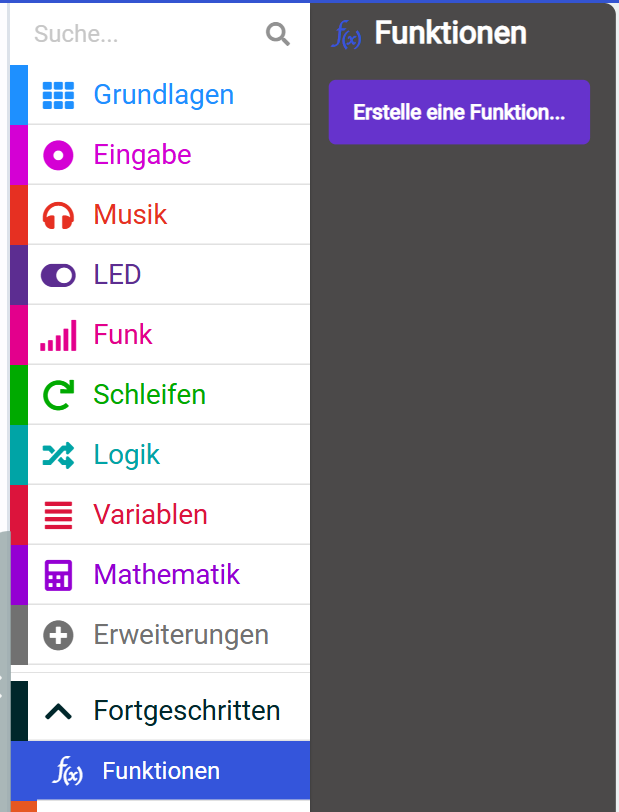 Suche...
Grundlagen
Eingabe
Musik
LED
Funk
Schleifen
Logik
Variablen
Mathematik
Erweiterungen
Fortgeschritten
f(x) Funktionen
f(x) Funktionen
Erstelle eine Funktion...